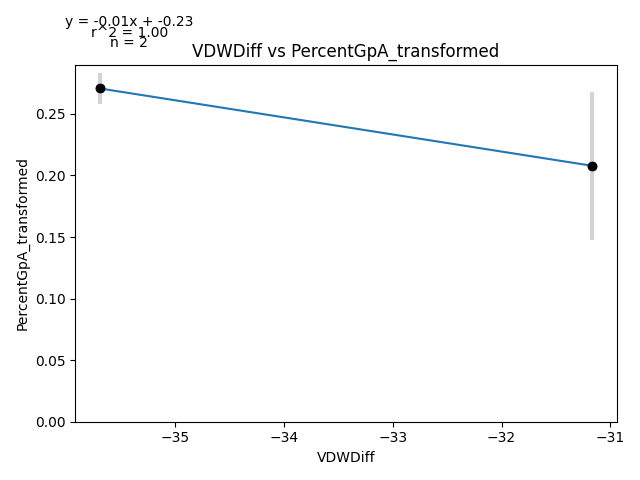 y = -0.01x + -0.23
r^2 = 1.00
n = 2
VDWDiff vs PercentGpA_transformed
PercentGpA_transformed
0.25
0.20
0.15
0.10
0.05
0.00
−35 −34 −33 −32 −31
VDWDiff